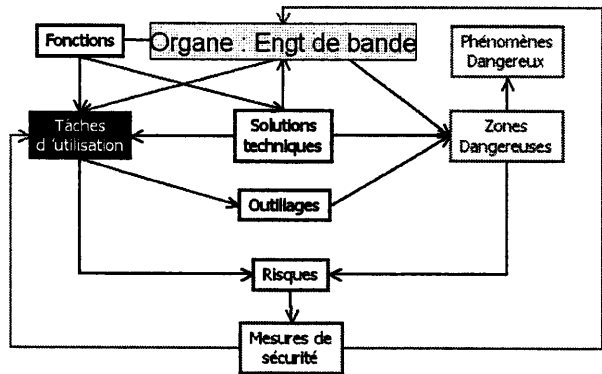 Fonctions
Organe : Engt de bande
Phénomènes
Dangereux
Tâches
d 'utilisation
Solutions
techniques
Zones
Dangereuses
Outillages
Risques
Mesures de
sécurité